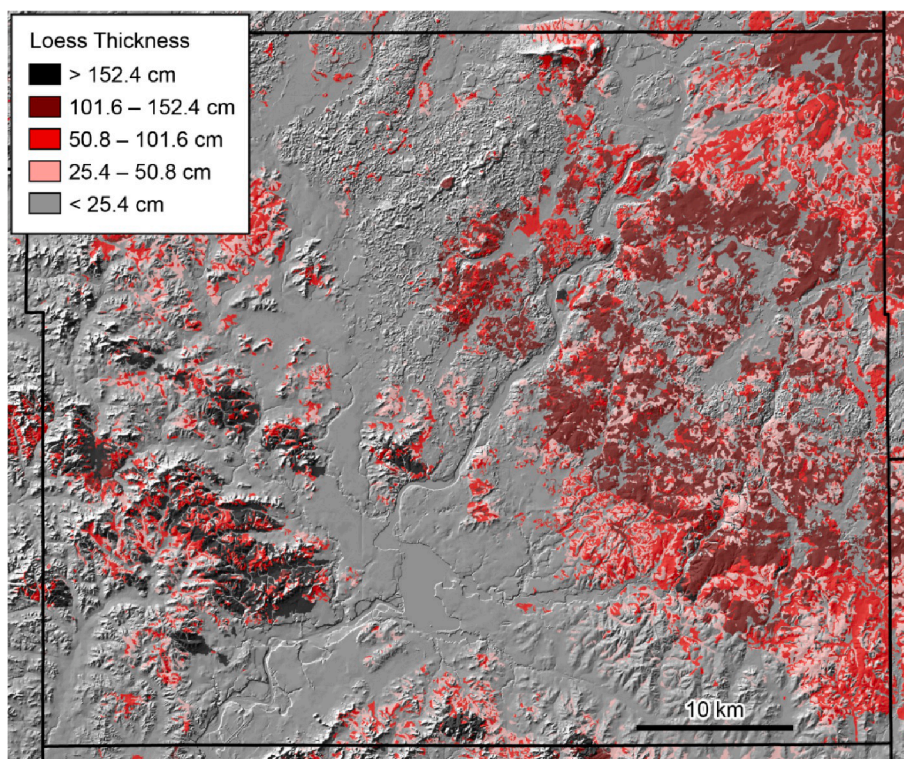 Loess Thickness
> 152.4 cm
101.6 – 152.4 cm
50.8 – 101.6 cm
25.4 – 50.8 cm
< 25.4 cm
10 km